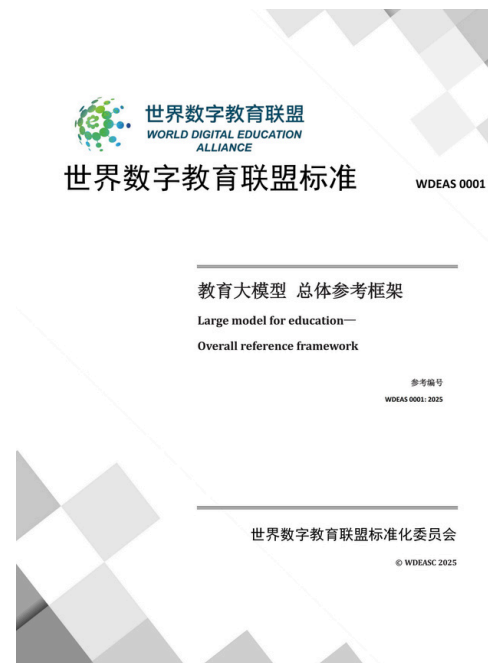 世界数字教育联盟
WORLD DIGITAL EDUCATION
ALLIANCE
世界数字教育联盟标准
WDEAS 0001
教育大模型 总体参考框架
Large model for education—
Overall reference framework
参考编号
WDEAS 0001: 2025
世界数字教育联盟标准化委员会
© WDEASC 2025